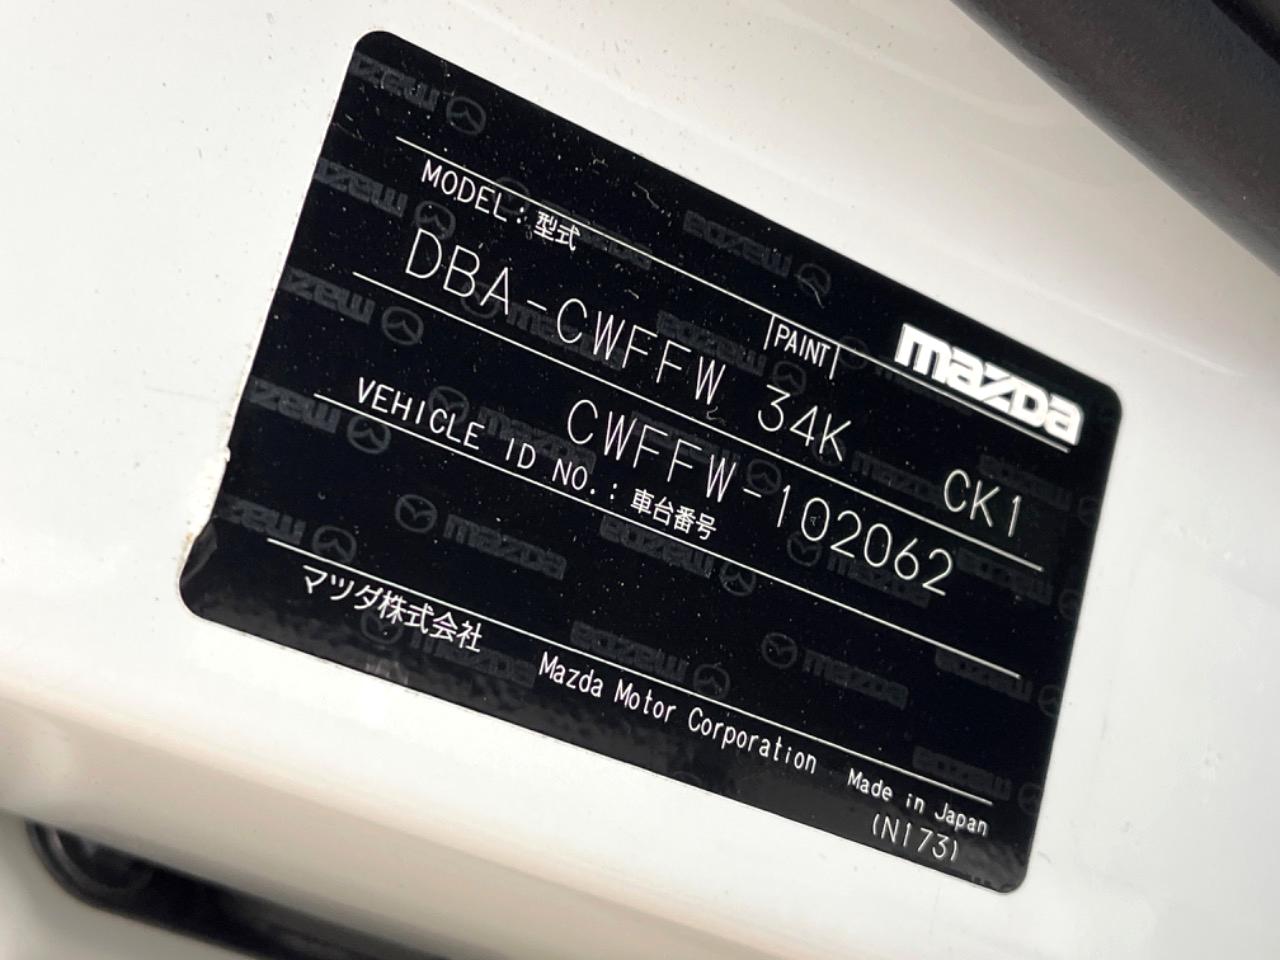 mazda
MODEL: 型式
PAINT
DBA-CWFFW 34K CK1
CWFFW-102062
VEHICLE ID NO.: 車台番号
マツダ株式会社 Mazda Motor Corporation Made in Japan
(N173)